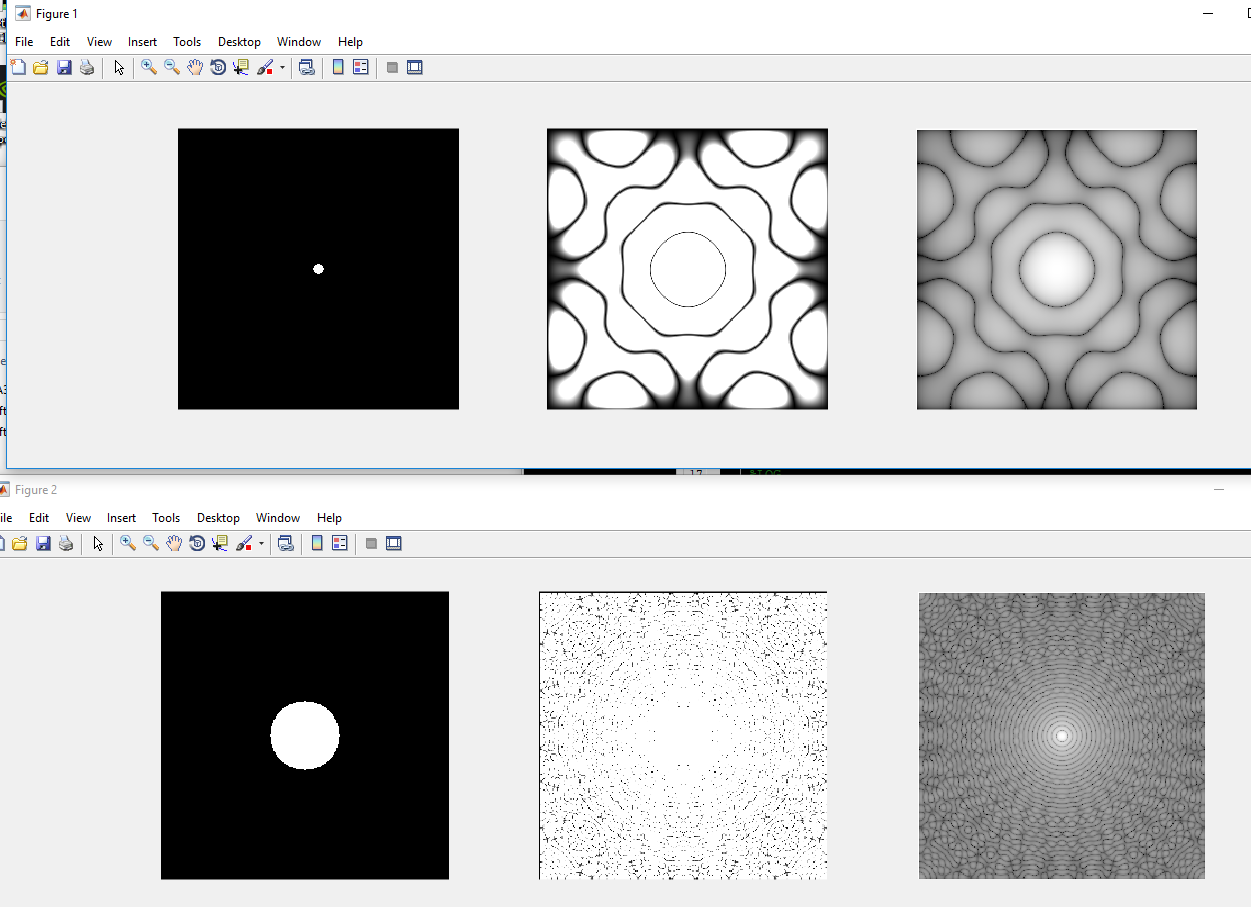 Figure 1
File Edit View Insert Tools Desktop Window Help
17
Figure 2
ile Edit View Insert Tools Desktop Window Help